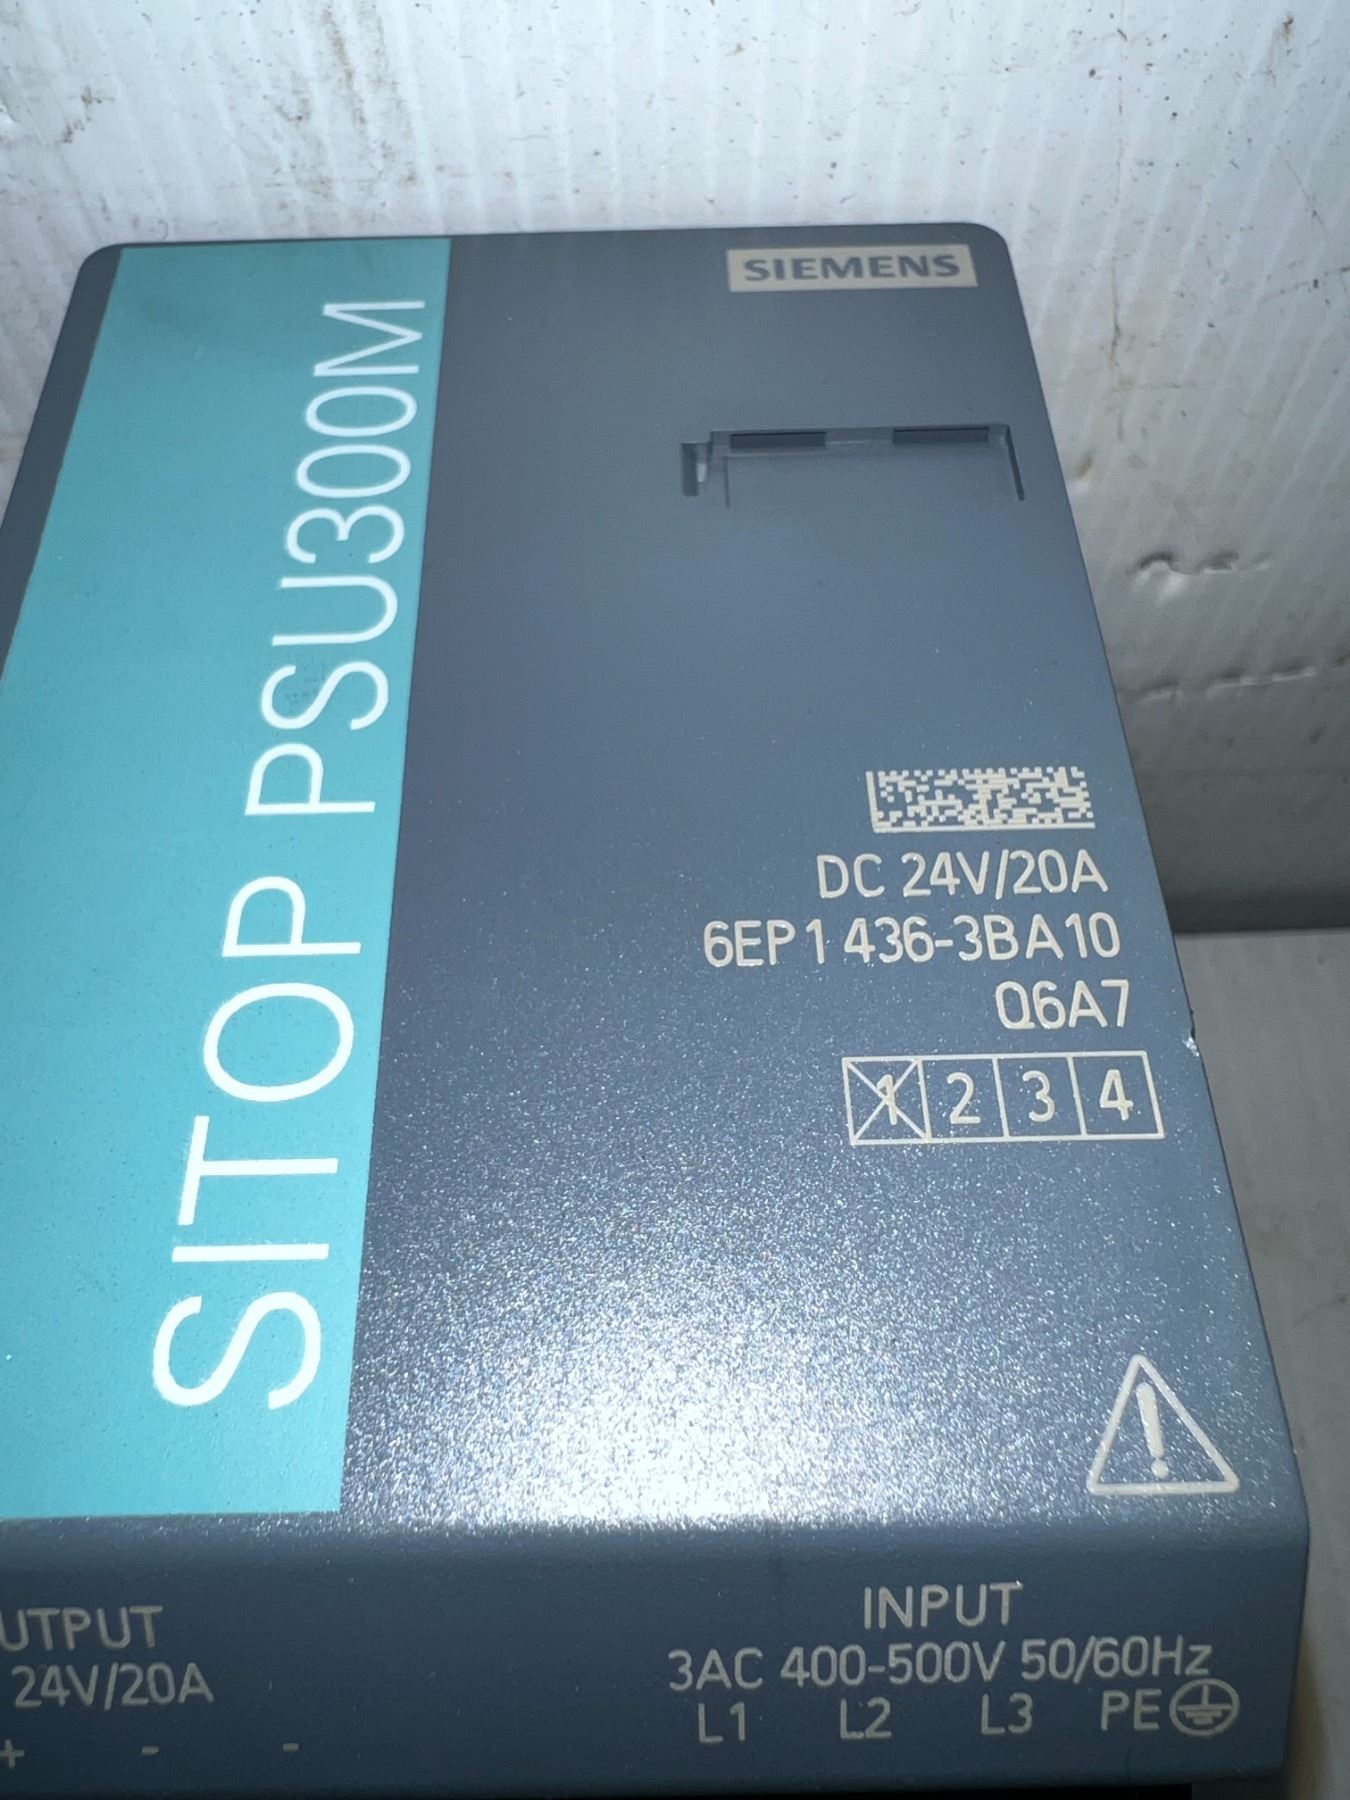 SIEMENS
SITOP PSU300M
DC 24V/20A
6EP1 436-3BA10
Q6A7
1 2 3 4
UTPUT
24V/20A
+ - -
INPUT
3AC 400-500V 50/60Hz
L1 L2 L3 PE